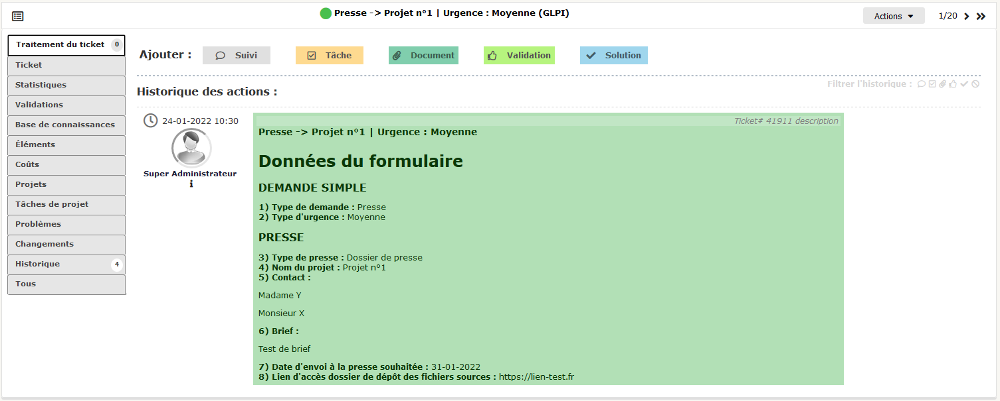 Presse -> Projet n°1 | Urgence : Moyenne (GLPI)
Actions
1/20
Traitement du ticket 0
Ticket
Statistiques
Validations
Base de connaissances
Éléments
Coûts
Projets
Tâches de projet
Problèmes
Changements
Historique 4
Tous
Ajouter : Suivi Tâche Document Validation Solution
Filtrer l'historique :
Historique des actions :
24-01-2022 10:30
Super Administrateur
Ticket# 41911 description
Presse -> Projet n°1 | Urgence : Moyenne
Données du formulaire
DEMANDE SIMPLE
1) Type de demande : Presse
2) Type d'urgence : Moyenne
PRESSE
3) Type de presse : Dossier de presse
4) Nom du projet : Projet n°1
5) Contact :
Madame Y
Monsieur X
6) Brief :
Test de brief
7) Date d'envoi à la presse souhaitée : 31-01-2022
8) Lien d'accès dossier de dépôt des fichiers sources : https://lien-test.fr